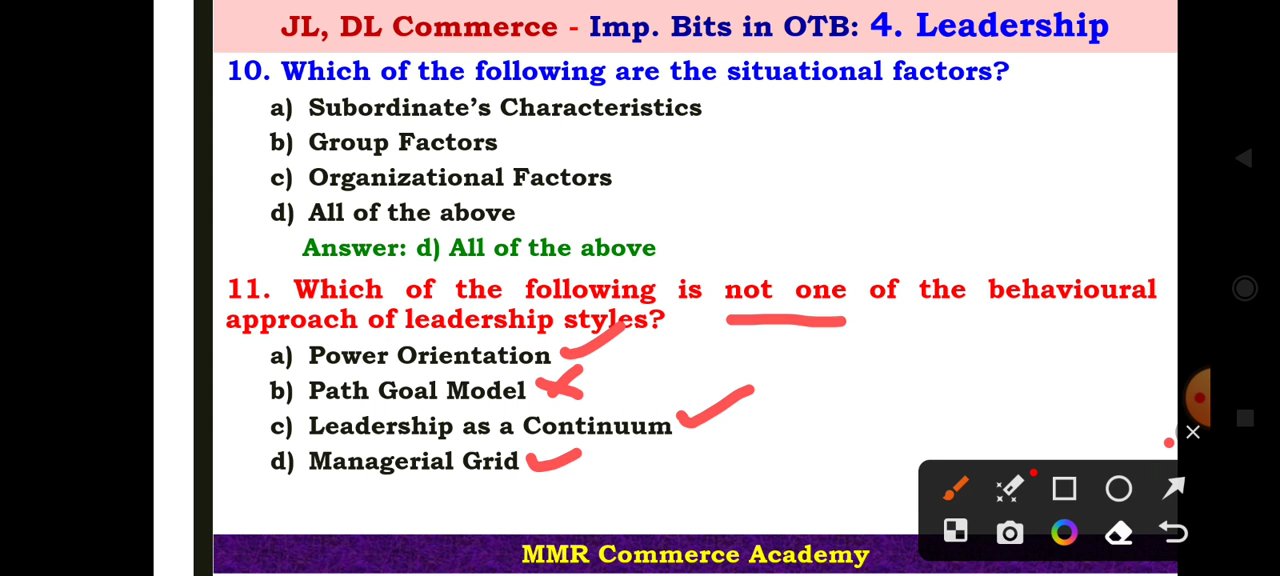 JL, DL Commerce - Imp. Bits in OTB: 4. Leadership
10. Which of the following are the situational factors?
a) Subordinate's Characteristics
b) Group Factors
c) Organizational Factors
d) All of the above
Answer: d) All of the above
11. Which of the following is not one of the behavioural
approach of leadership styles?
a) Power Orientation
b) Path Goal Model
c) Leadership as a Continuum
d) Managerial Grid
MMR Commerce Academy